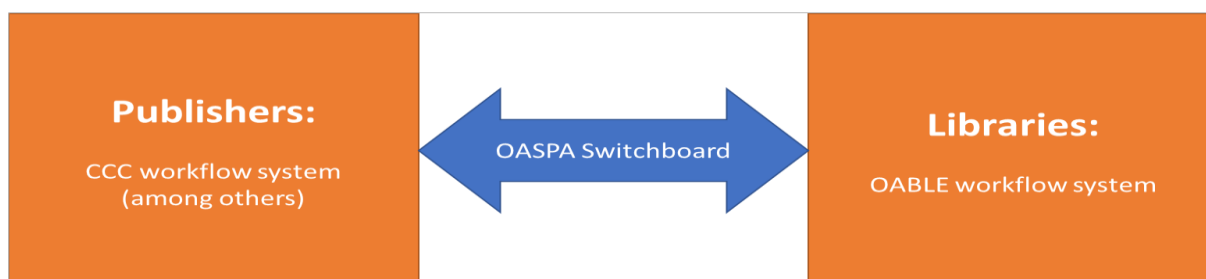 Publishers:
CCC workflow system
(among others)
OASPA Switchboard
Libraries:
OABLE workflow system